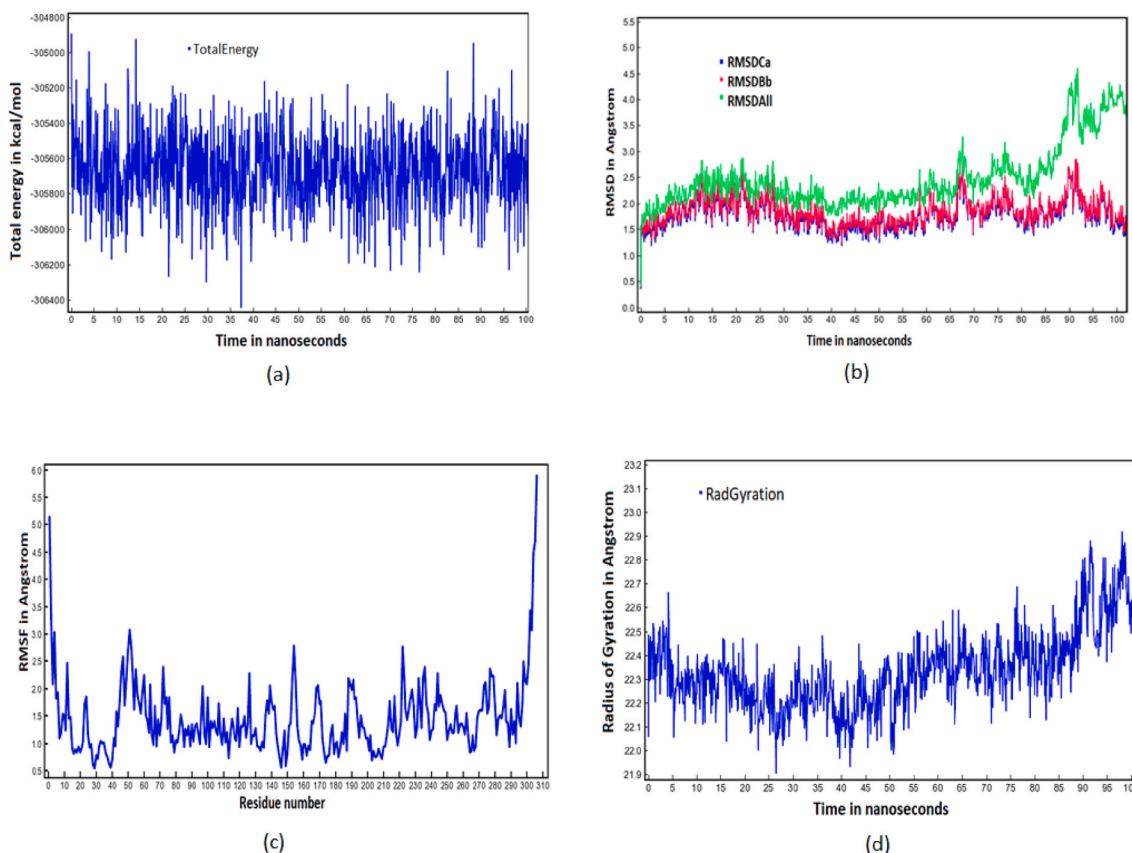 -304800
-305000
-305200
-305400
-305600
-305800
-306000
-306200
-306400
Total energy in kcal/mol
TotalEnergy
0 5 10 15 20 25 30 35 40 45 50 55 60 65 70 75 80 85 90 95 100
Time in nanoseconds
(a)
5.5
5.0
4.5
4.0
3.5
3.0
2.5
2.0
1.5
1.0
0.5
0.0
RMSD in Angstrom
RMSDCa
RMSDBb
RMSDAll
0 5 10 15 20 25 30 35 40 45 50 55 60 65 70 75 80 85 90 95 100
Time in nanoseconds
(b)
6.0
5.5
5.0
4.5
4.0
3.5
3.0
2.5
2.0
1.5
1.0
0.5
RMSF in Angstrom
0 10 20 30 40 50 60 70 80 90 100 110 120 130 140 150 160 170 180 190 200 210 220 230 240 250 260 270 280 290 300 310
Residue number
(c)
23.2
23.1
23.0
22.9
22.8
22.7
22.6
22.5
22.4
22.3
22.2
22.1
22.0
21.9
Radius of Gyration in Angstrom
RadGyration
0 5 10 15 20 25 30 35 40 45 50 55 60 65 70 75 80 85 90 95 100
Time in nanoseconds
(d)